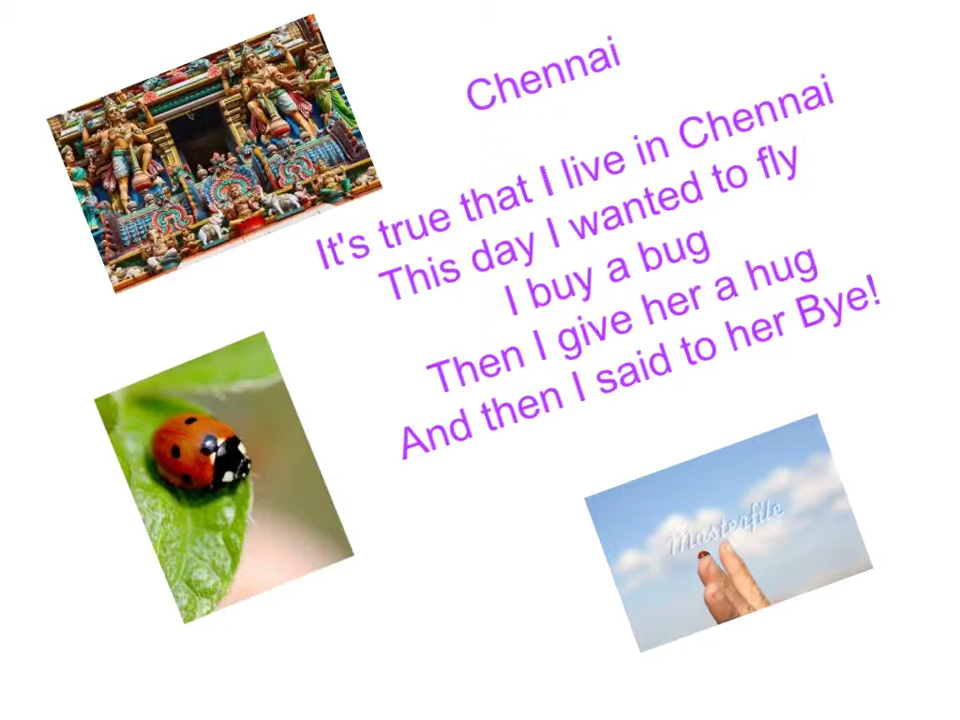 Chennai
It's true that I live in Chennai
This day I wanted to fly
I buy a bug
Then I give her a hug
And then I said to her Bye!
Masterfile